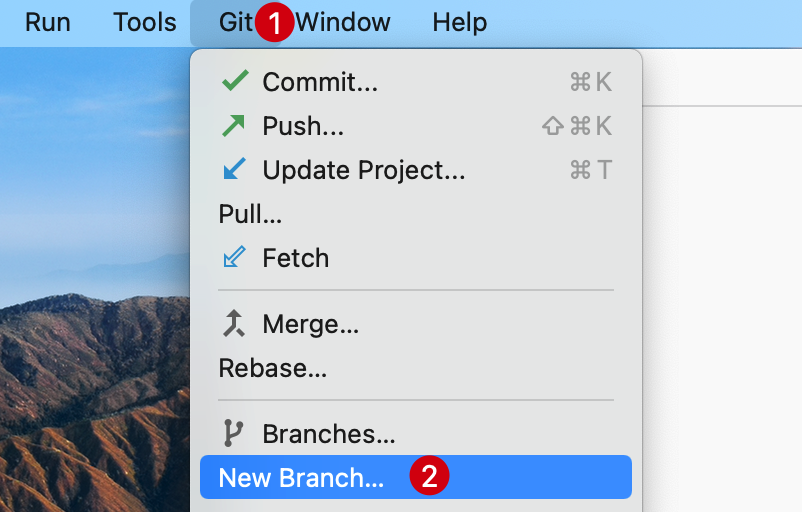 Run Tools Git 1 Window Help
Commit... ⌘K
Push... ⇧⌘K
Update Project... ⌘T
Pull...
Fetch
Merge...
Rebase...
Branches...
New Branch... 2